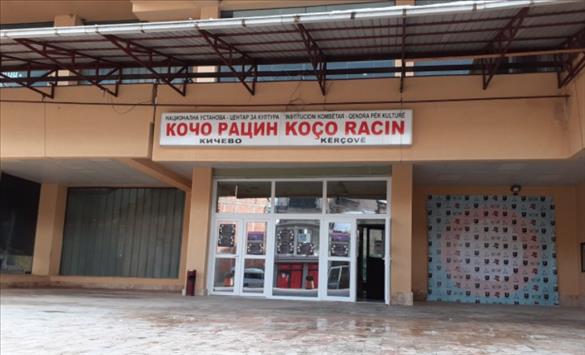 НАЦИОНАЛНА УСТАНОВА - ЦЕНТАР ЗА КУЛТУРА INSTITUCION KOMBËTAR - QENDRA PËR KULTURË
КОЧО РАЦИН KOÇO RACIN
КИЧЕВО KËRÇOVË